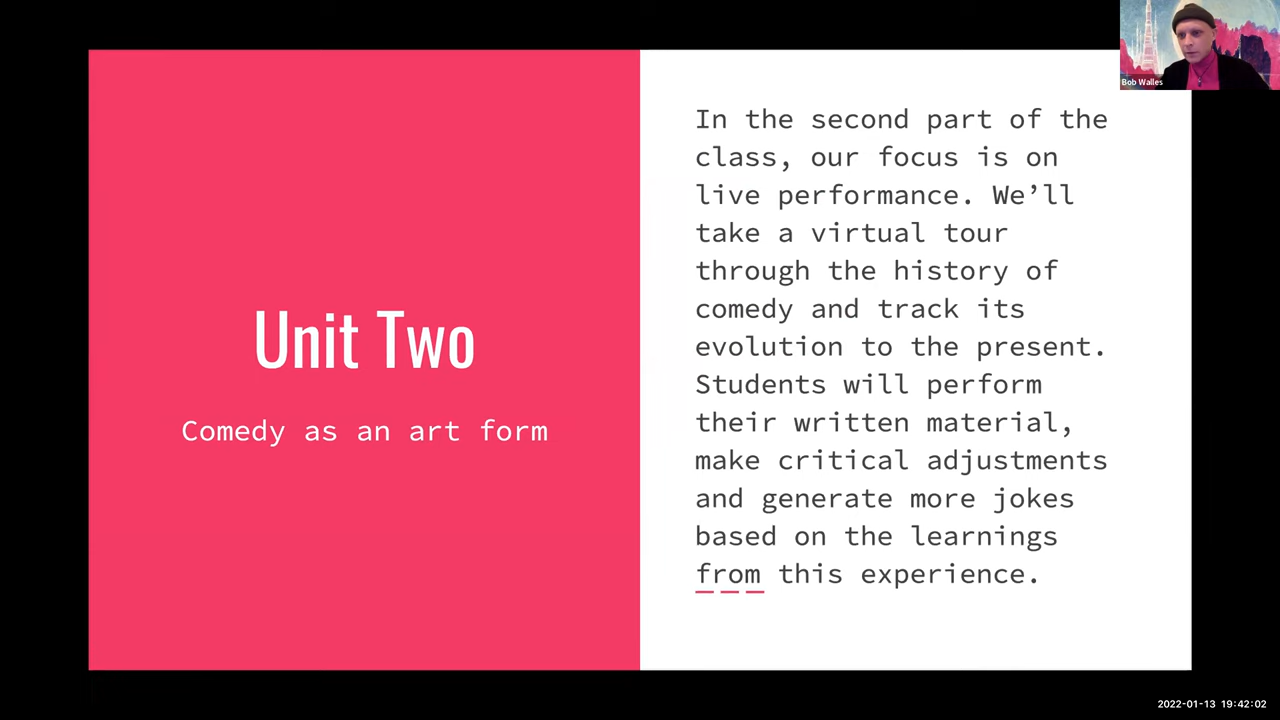 Unit Two
Comedy as an art form
In the second part of the
class, our focus is on
live performance. We’ll
take a virtual tour
through the history of
comedy and track its
evolution to the present.
Students will perform
their written material,
make critical adjustments
and generate more jokes
based on the learnings
from this experience.
Bob Walles
2022-01-13 19:42:02